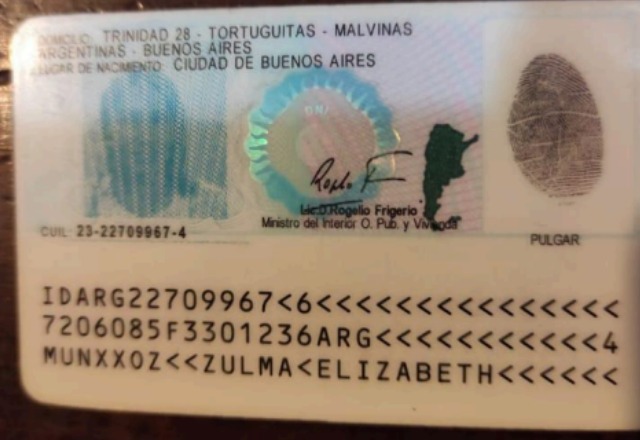 DOMICILIO: TRINIDAD 28 - TORTUGUITAS - MALVINAS
ARGENTINAS - BUENOS AIRES
LUGAR DE NACIMIENTO: CIUDAD DE BUENOS AIRES
DNI
Lic.D.Rogelio Frigerio
Ministro del Interior O. Pub. y Vivienda
CUIL: 23-22709967-4
PULGAR
IDARG22709967<6<<<<<<<<<<<<<<<
7206085F3301236ARG<<<<<<<<<<<4
MUNXXOZ<<ZULMA<ELIZABETH<<<<<<